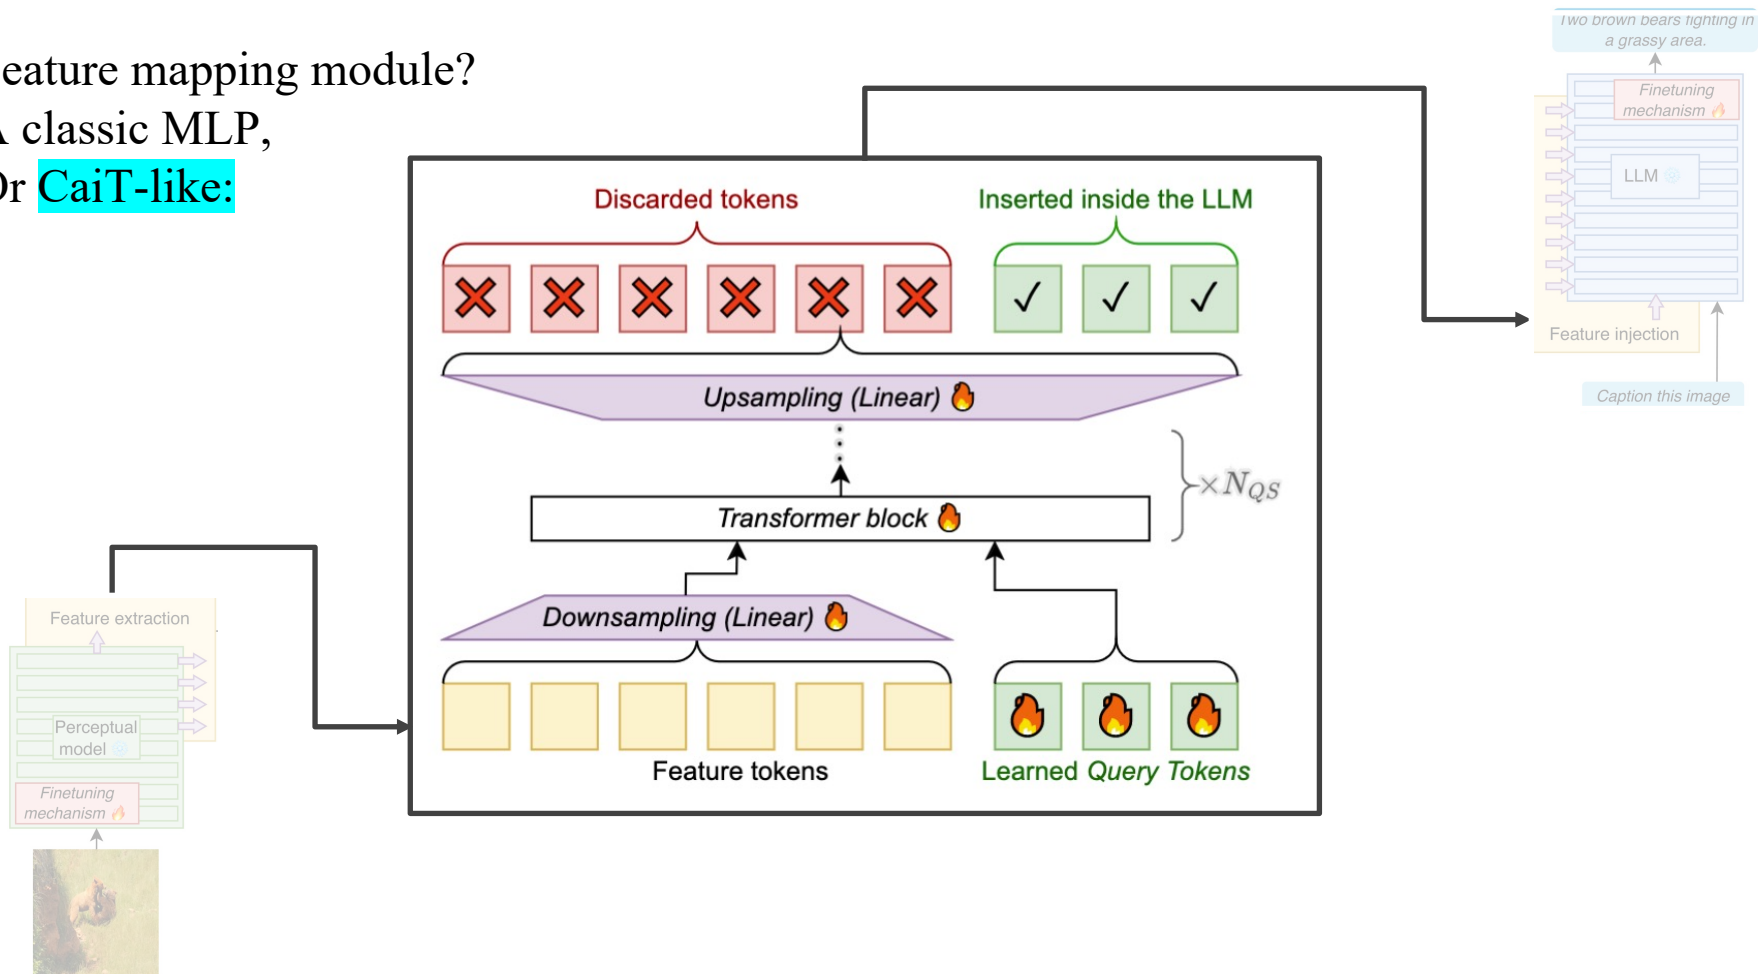 eature mapping module?
A classic MLP,
Or CaiT-like:
Two brown bears fighting in
a grassy area.
Finetuning
mechanism
LLM
Feature injection
Caption this image
Discarded tokens
Inserted inside the LLM
Upsampling (Linear)
×N_QS
Transformer block
Downsampling (Linear)
Feature tokens
Learned Query Tokens
Feature extraction
Perceptual
model
Finetuning
mechanism